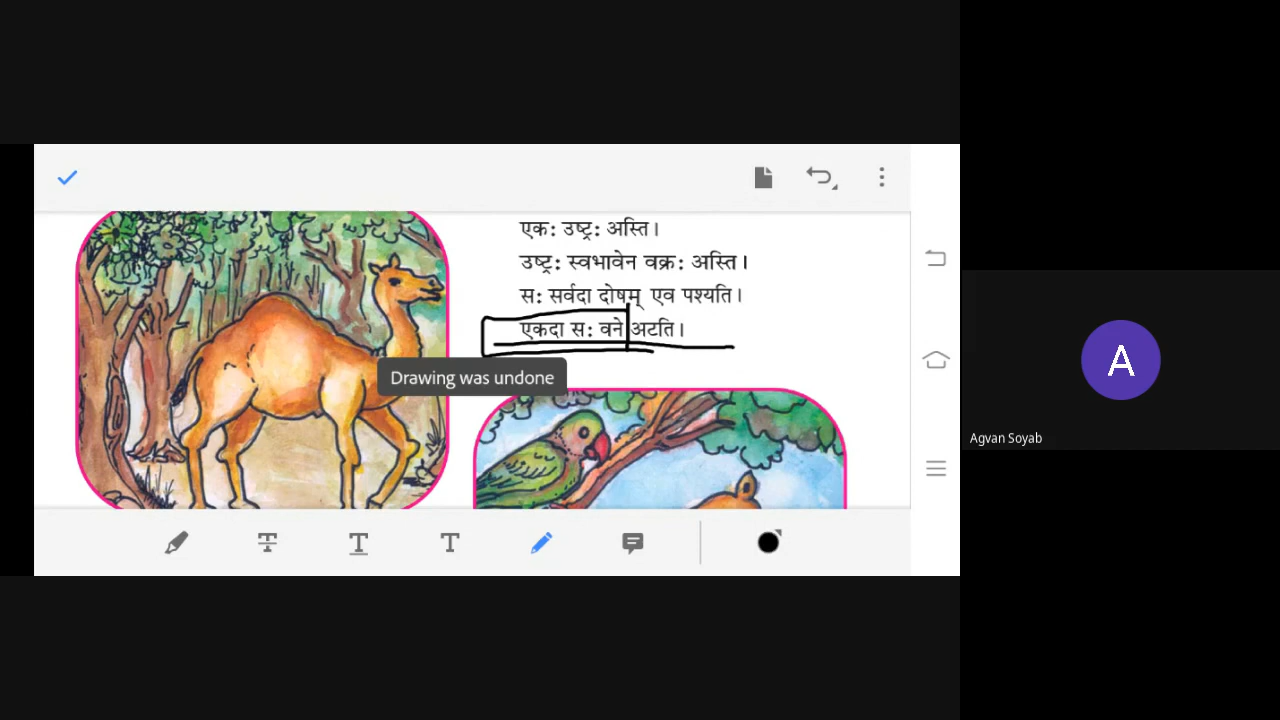 एक: उष्ट्र: अस्ति।
उष्ट्र: स्वभावेन वक्र: अस्ति।
स: सर्वदा दोषम् एव पश्यति।
एकदा स: वने अटति।
Drawing was undone
T
T
T
A
Agvan Soyab